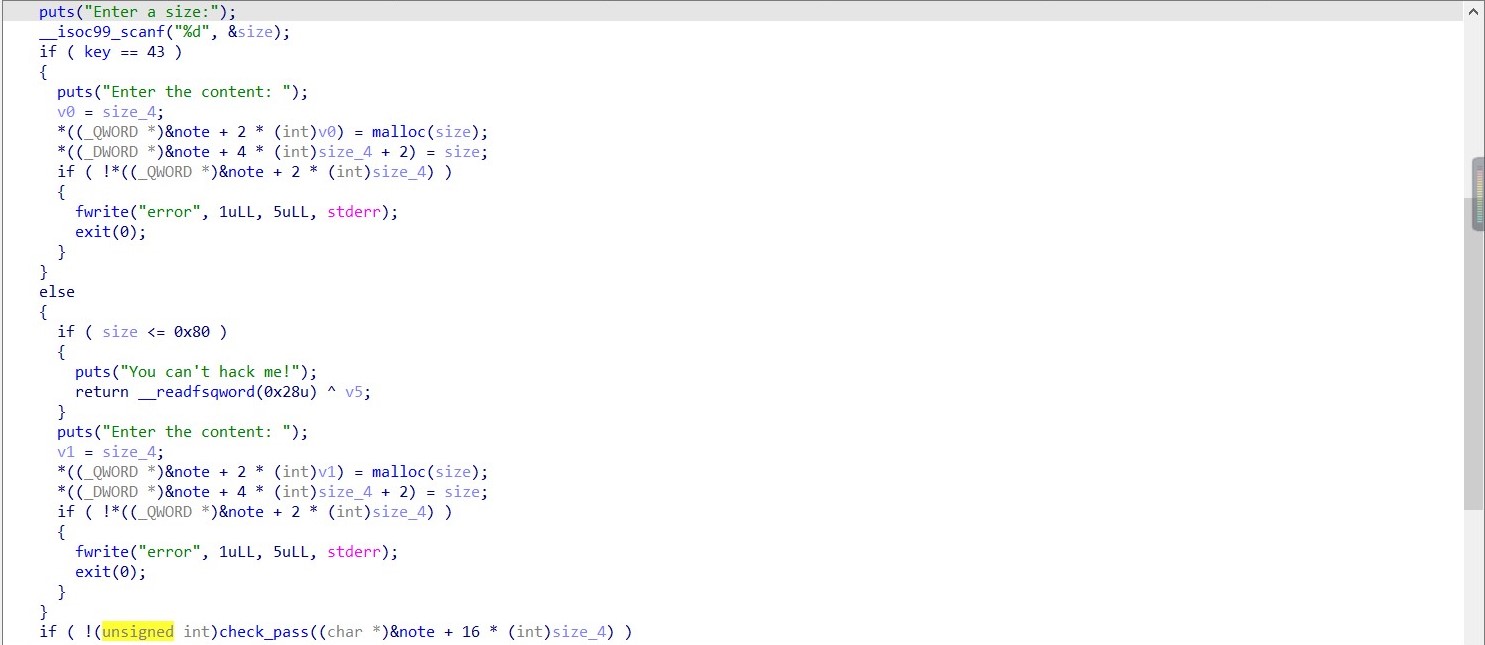 puts("Enter a size:");
__isoc99_scanf("%d", &size);
if ( key == 43 )
{
puts("Enter the content: ");
v0 = size_4;
*((_QWORD *)&note + 2 * (int)v0) = malloc(size);
*((_DWORD *)&note + 4 * (int)size_4 + 2) = size;
if ( !*((_QWORD *)&note + 2 * (int)size_4) )
{
fwrite("error", 1uLL, 5uLL, stderr);
exit(0);
}
}
else
{
if ( size <= 0x80 )
{
puts("You can't hack me!");
return __readfsqword(0x28u) ^ v5;
}
puts("Enter the content: ");
v1 = size_4;
*((_QWORD *)&note + 2 * (int)v1) = malloc(size);
*((_DWORD *)&note + 4 * (int)size_4 + 2) = size;
if ( !*((_QWORD *)&note + 2 * (int)size_4) )
{
fwrite("error", 1uLL, 5uLL, stderr);
exit(0);
}
}
if ( !(unsigned int)check_pass((char *)&note + 16 * (int)size_4) )